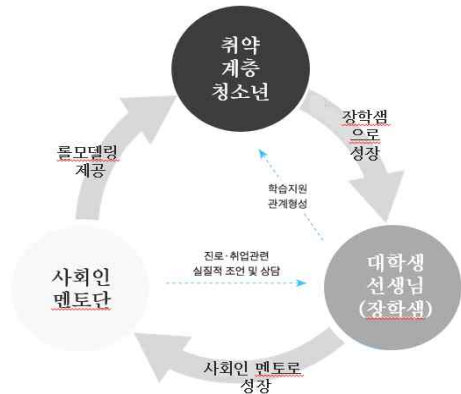 취약
계층
청소년
장학샘
으로
성장
롤모델링
제공
학습지원
관계형성
진로·취업관련
실질적 조언 및 상담
사회인
멘토단
대학생
선생님
(장학샘)
사회인 멘토로
성장